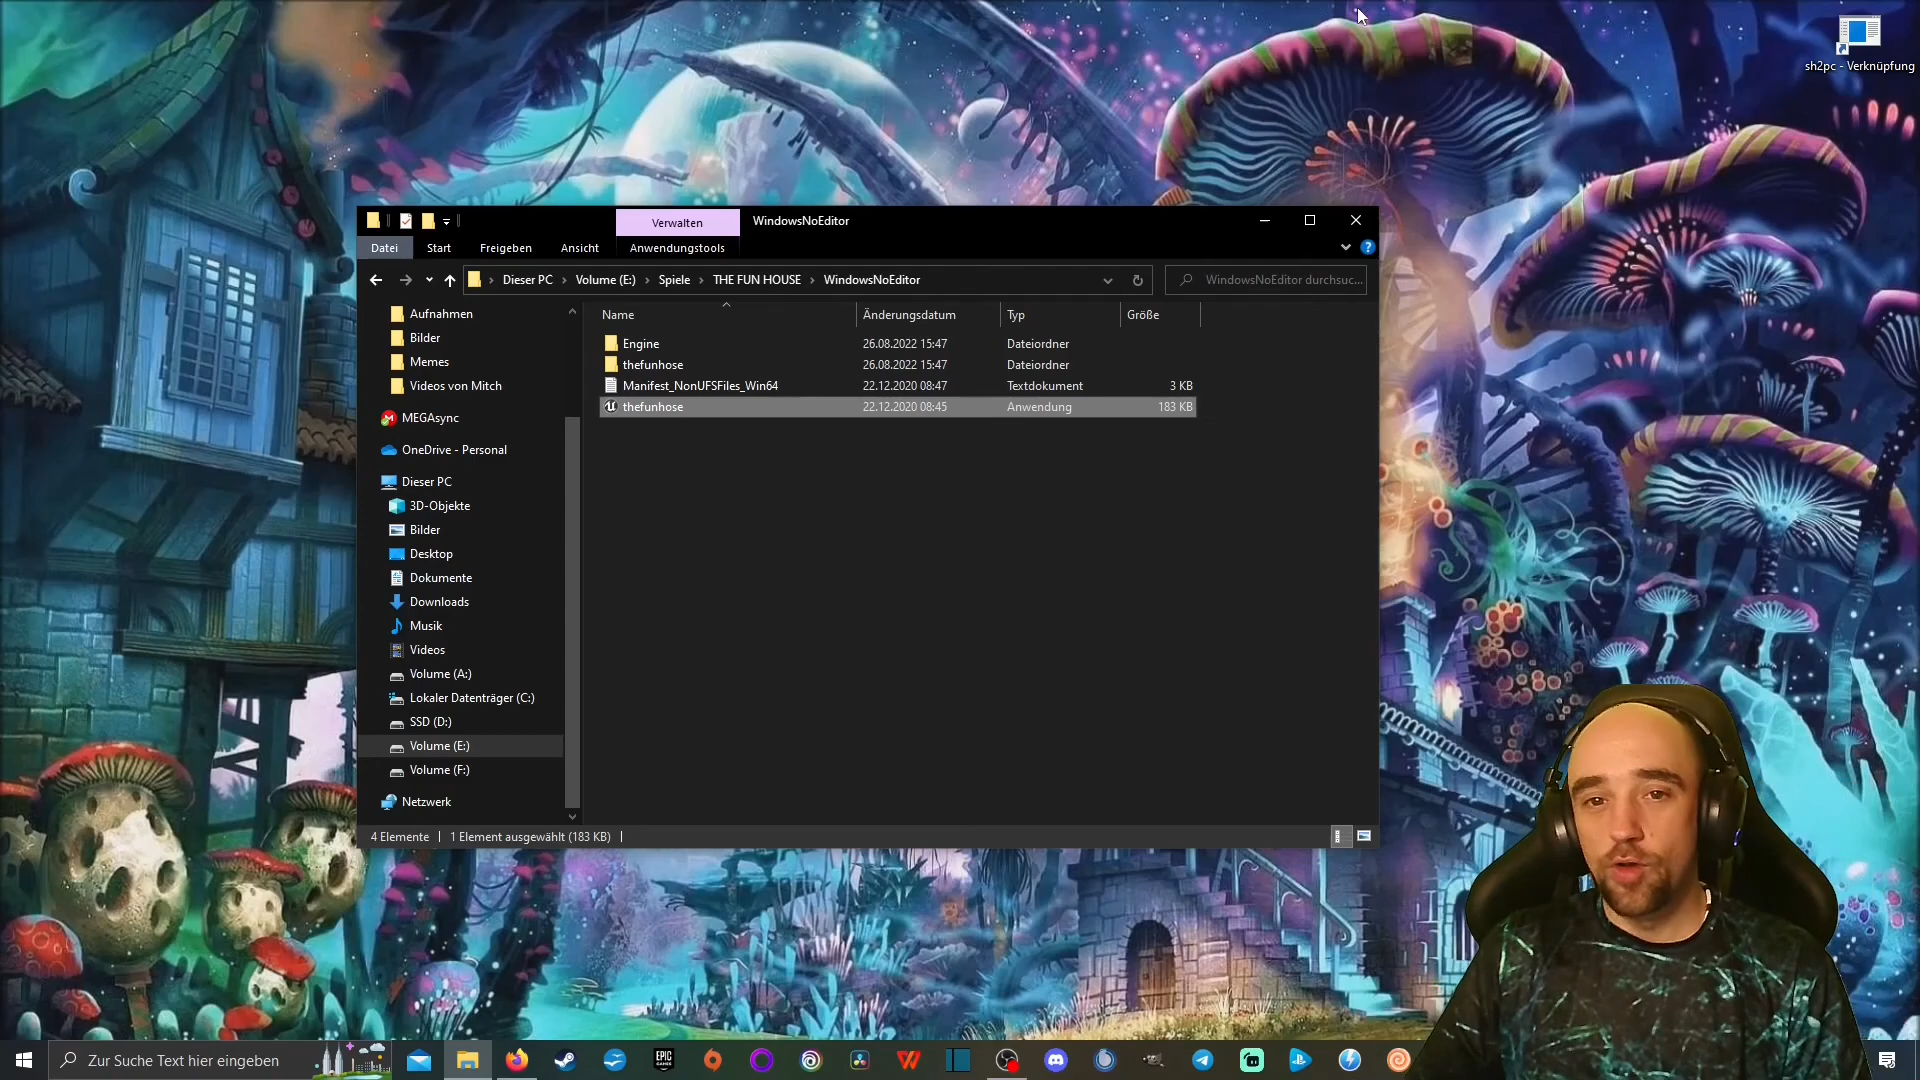 sh2pc - Verknüpfung
Verwalten
WindowsNoEditor
Datei
Start
Freigeben
Ansicht
Anwendungstools
Dieser PC
Volume (E:)
Spiele
THE FUN HOUSE
WindowsNoEditor
WindowsNoEditor durchsuc...
Aufnahmen
Bilder
Memes
Videos von Mitch
MEGAsync
OneDrive - Personal
Dieser PC
3D-Objekte
Bilder
Desktop
Dokumente
Downloads
Musik
Videos
Volume (A:)
Lokaler Datenträger (C:)
SSD (D:)
Volume (E:)
Volume (F:)
Netzwerk
Name Änderungsdatum Typ Größe
Engine 26.08.2022 15:47 Dateiordner
thefunhose 26.08.2022 15:47 Dateiordner
Manifest_NonUFSFiles_Win64 22.12.2020 08:47 Textdokument 3 KB
thefunhose 22.12.2020 08:45 Anwendung 183 KB
4 Elemente
1 Element ausgewählt (183 KB)
Zur Suche Text hier eingeben
EPIC
GAMES